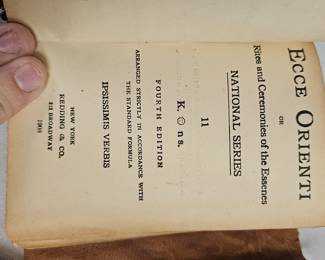 ECCE ORIENTI
OR
Rites and Ceremonies of the Essenes
NATIONAL SERIES
11
K. ns.
FOURTH EDITION
ARRANGED STRICTLY IN ACCORDANCE WITH
THE STANDARD FORMULA
IPSISSIMIS VERBIS
NEW YORK
REDDING & CO.
212 BROADWAY